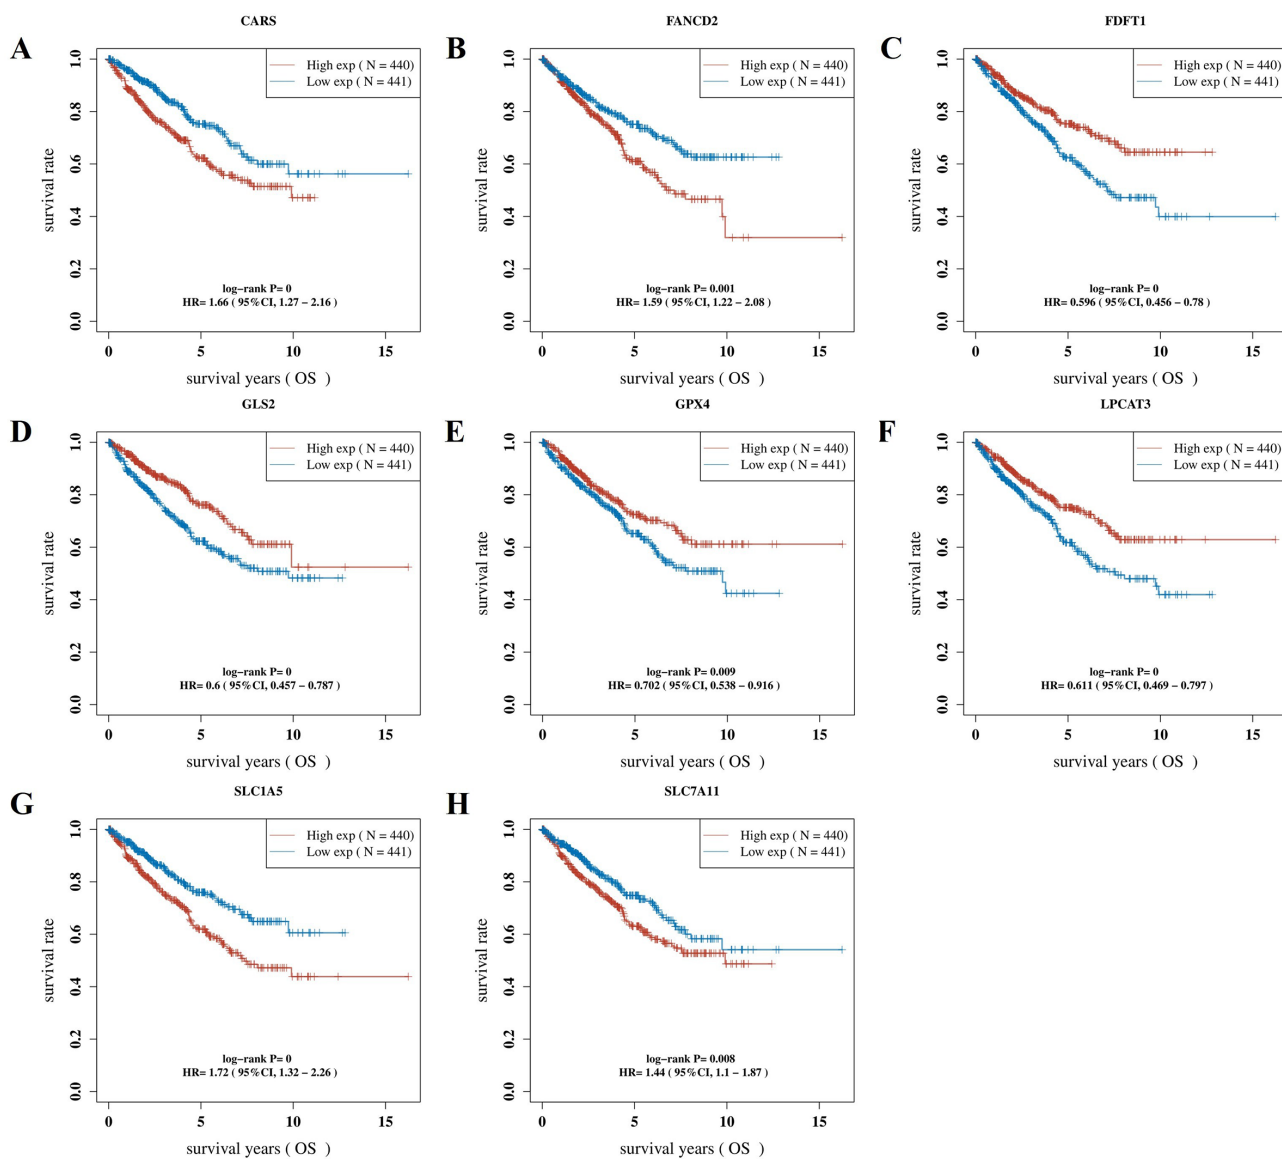 CARS
A
High exp ( N = 440)
Low exp ( N = 441)
survival rate
0.0 0.2 0.4 0.6 0.8 1.0
log−rank P= 0
HR= 1.66 ( 95%CI, 1.27 − 2.16 )
0 5 10 15
survival years ( OS )
FANCD2
B
High exp ( N = 440)
Low exp ( N = 441)
survival rate
0.0 0.2 0.4 0.6 0.8 1.0
log−rank P= 0.001
HR= 1.59 ( 95%CI, 1.22 − 2.08 )
0 5 10 15
survival years ( OS )
FDFT1
C
High exp ( N = 440)
Low exp ( N = 441)
survival rate
0.0 0.2 0.4 0.6 0.8 1.0
log−rank P= 0
HR= 0.596 ( 95%CI, 0.456 − 0.78 )
0 5 10 15
survival years ( OS )
GLS2
D
High exp ( N = 440)
Low exp ( N = 441)
survival rate
0.0 0.2 0.4 0.6 0.8 1.0
log−rank P= 0
HR= 0.6 ( 95%CI, 0.457 − 0.787 )
0 5 10 15
survival years ( OS )
GPX4
E
High exp ( N = 440)
Low exp ( N = 441)
survival rate
0.0 0.2 0.4 0.6 0.8 1.0
log−rank P= 0.009
HR= 0.702 ( 95%CI, 0.538 − 0.916 )
0 5 10 15
survival years ( OS )
LPCAT3
F
High exp ( N = 440)
Low exp ( N = 441)
survival rate
0.0 0.2 0.4 0.6 0.8 1.0
log−rank P= 0
HR= 0.611 ( 95%CI, 0.469 − 0.797 )
0 5 10 15
survival years ( OS )
SLC1A5
G
High exp ( N = 440)
Low exp ( N = 441)
survival rate
0.0 0.2 0.4 0.6 0.8 1.0
log−rank P= 0
HR= 1.72 ( 95%CI, 1.32 − 2.26 )
0 5 10 15
survival years ( OS )
SLC7A11
H
High exp ( N = 440)
Low exp ( N = 441)
survival rate
0.0 0.2 0.4 0.6 0.8 1.0
log−rank P= 0.008
HR= 1.44 ( 95%CI, 1.1 − 1.87 )
0 5 10 15
survival years ( OS )